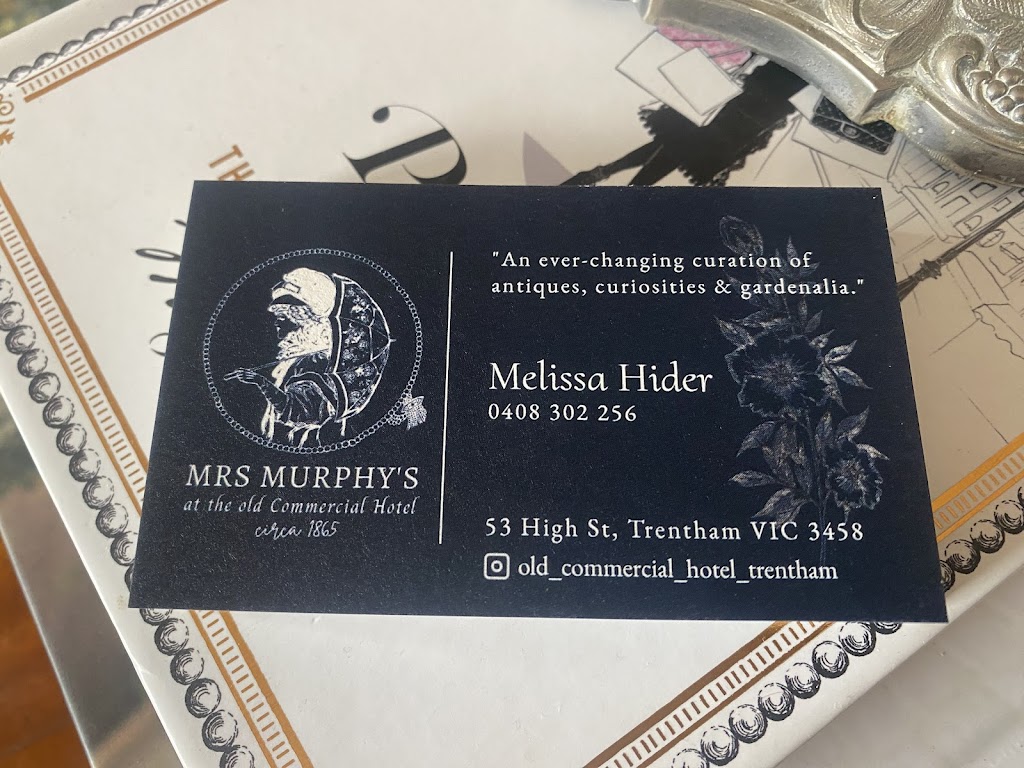 MRS MURPHY'S
at the old Commercial Hotel
circa 1865
"An ever-changing curation of
antiques, curiosities & gardenalia."
Melissa Hider
0408 302 256
53 High St, Trentham VIC 3458
old_commercial_hotel_trentham
TH
P